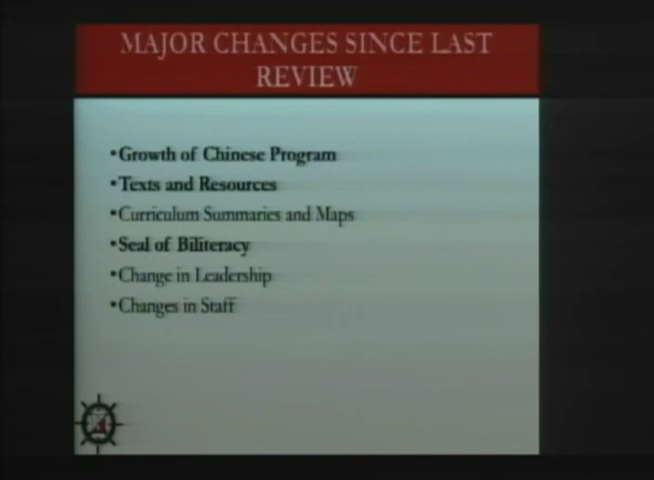 MAJOR CHANGES SINCE LAST
REVIEW
•Growth of Chinese Program
•Texts and Resources
•Curriculum Summaries and Maps
•Seal of Biliteracy
•Change in Leadership
•Changes in Staff
A